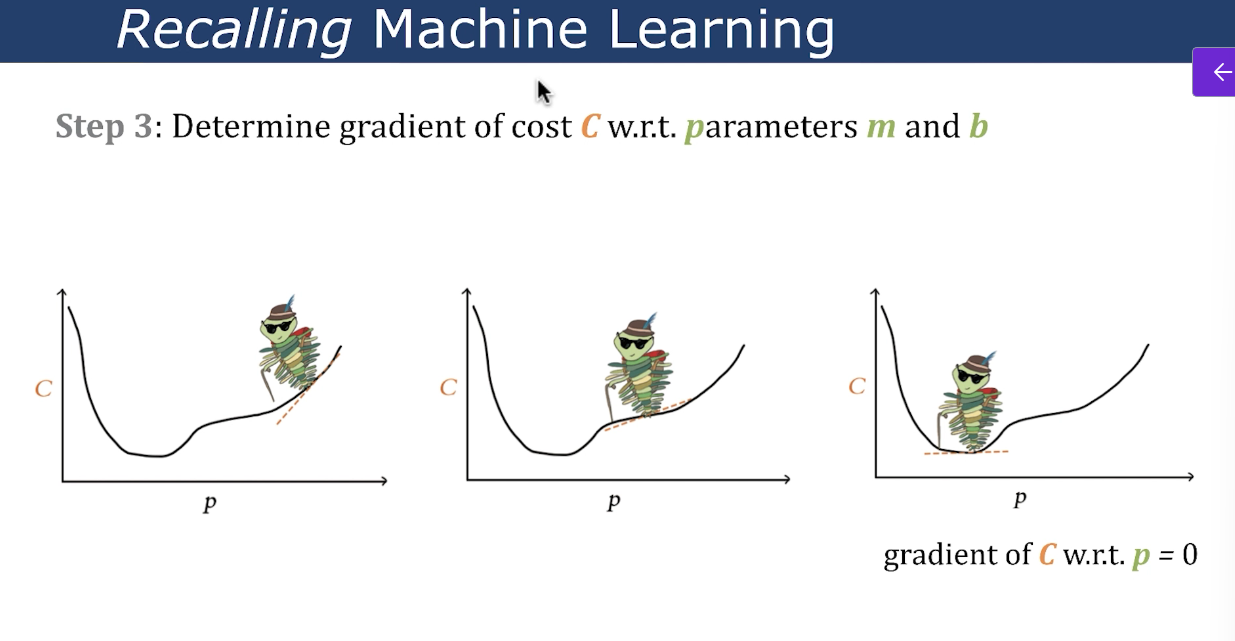 Recalling Machine Learning
Step 3: Determine gradient of cost C w.r.t. parameters m and b
C
p
C
p
C
p
gradient of C w.r.t. p = 0